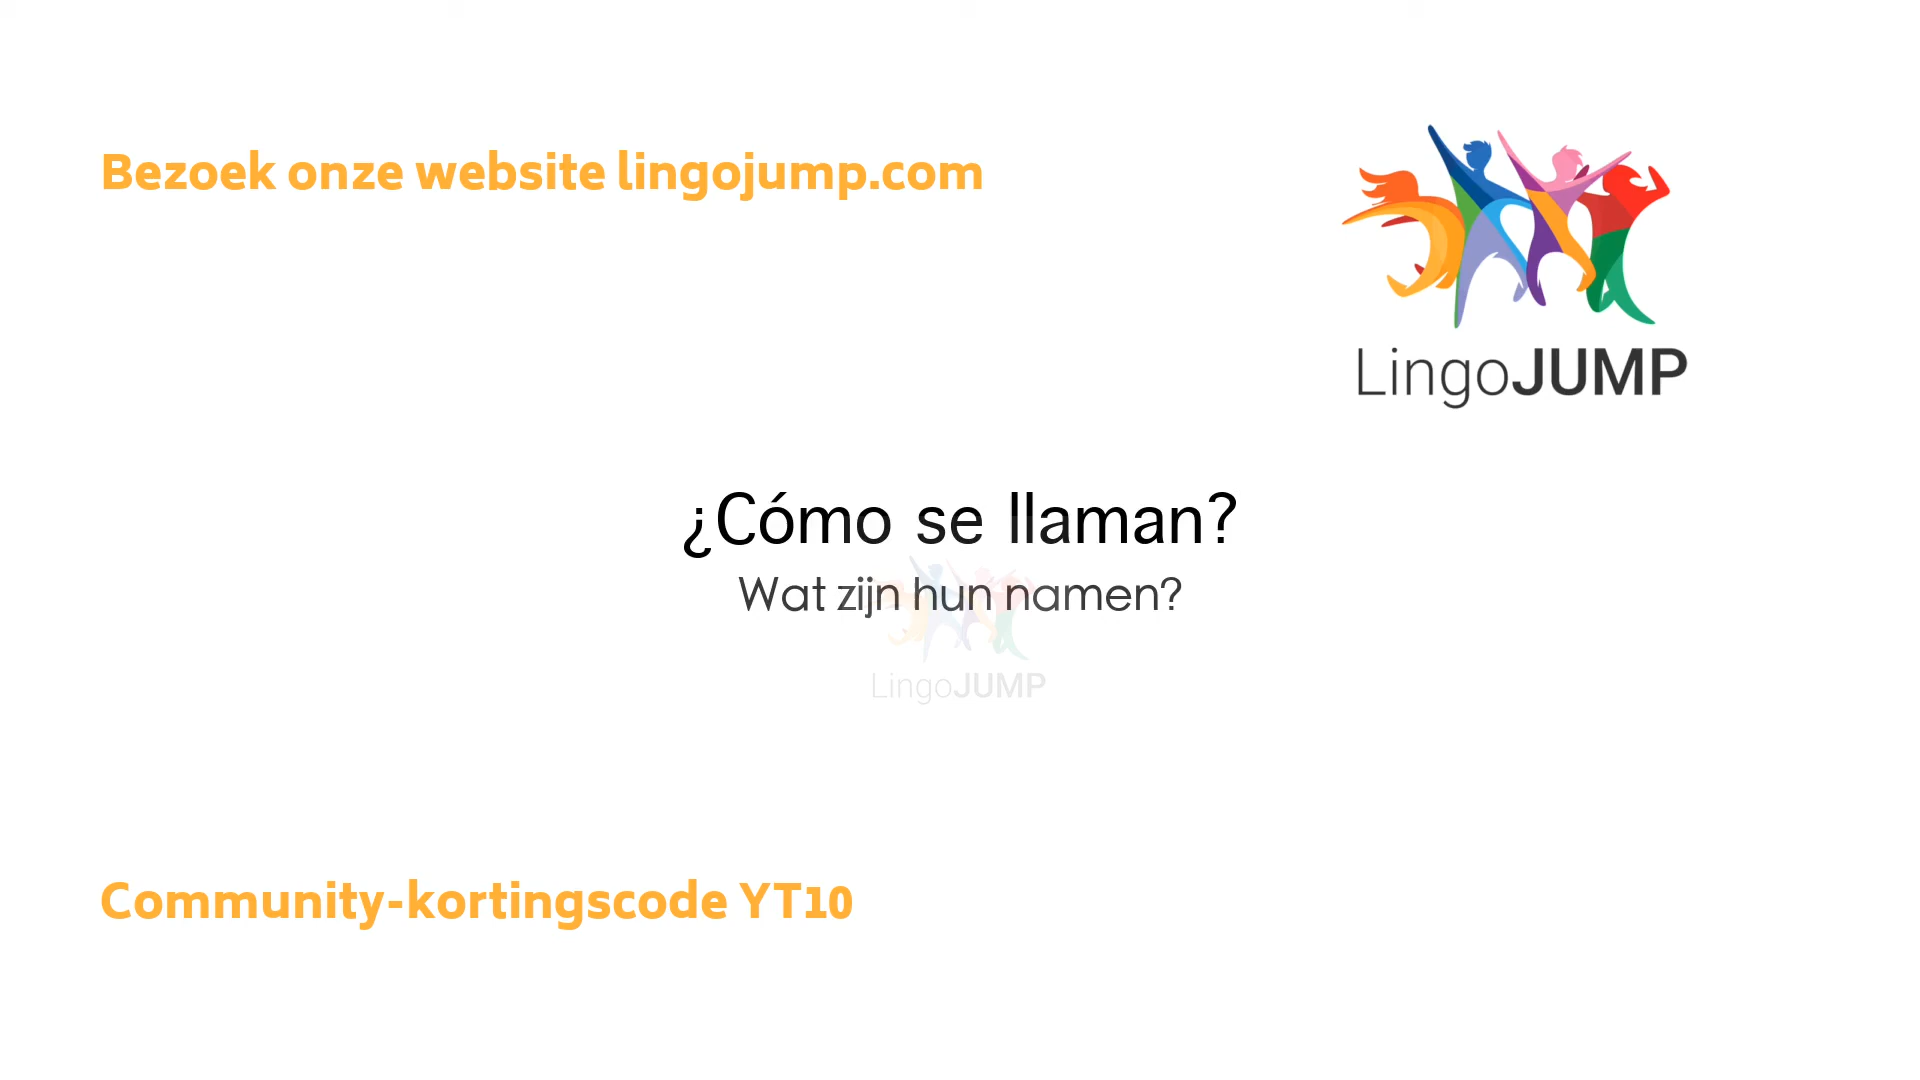 Bezoek onze website lingojump.com
LingoJUMP
¿Cómo se llaman?
Wat zijn hun namen?
LingoJUMP
Community-kortingscode YT10